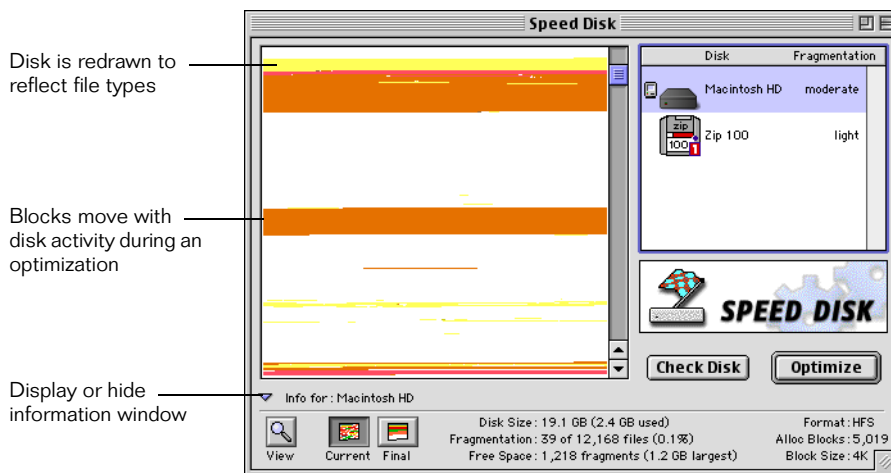 Speed Disk
Disk is redrawn to
reflect file types
Blocks move with
disk activity during an
optimization
Display or hide
information window
Disk Fragmentation
Macintosh HD moderate
zip
100
1
Zip 100 light
SPEED DISK
Check Disk Optimize
Info for : Macintosh HD
View Current Final
Disk Size : 19.1 GB (2.4 GB used)
Fragmentation : 39 of 12,168 files (0.1%)
Free Space : 1,218 fragments (1.2 GB largest)
Format : HFS
Alloc Blocks : 5,019
Block Size : 4K